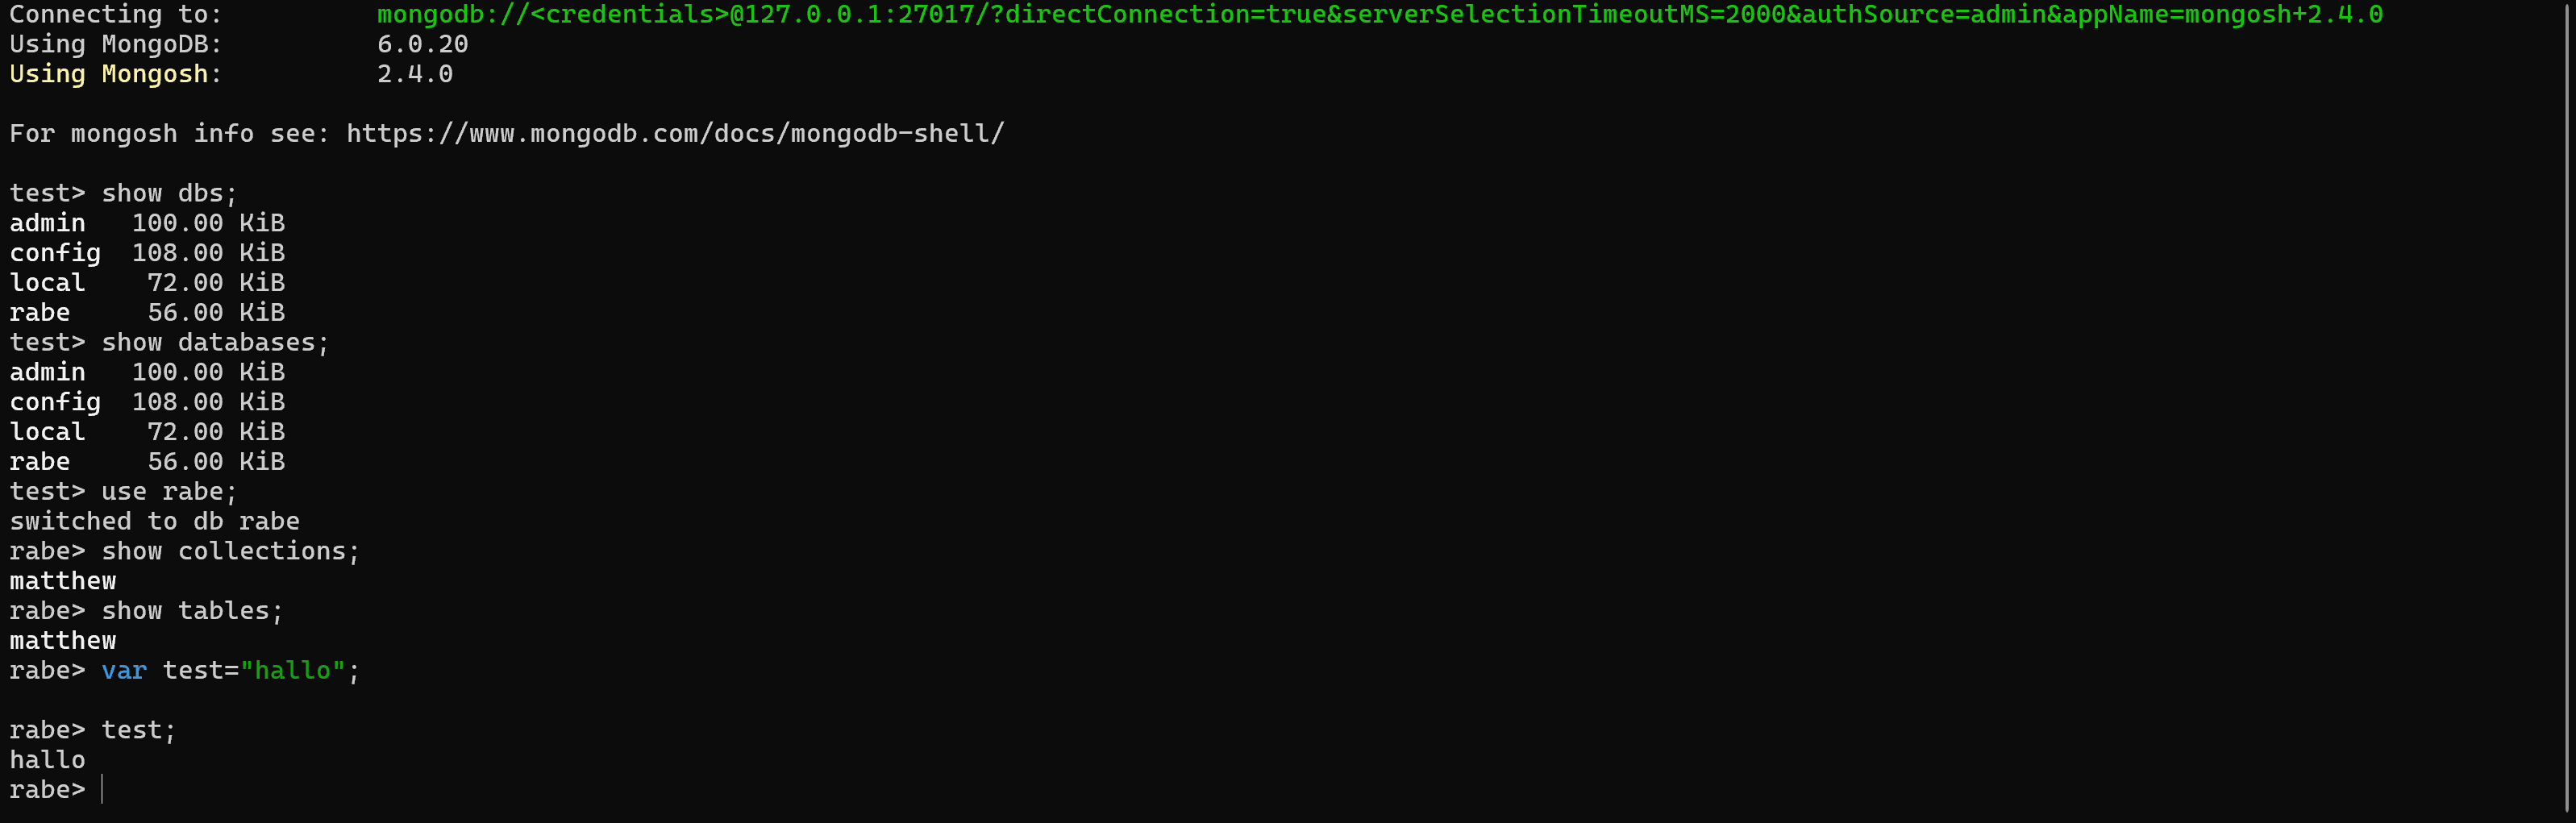 Connecting to:          mongodb://<credentials>@127.0.0.1:27017/?directConnection=true&serverSelectionTimeoutMS=2000&authSource=admin&appName=mongosh+2.4.0
Using MongoDB:          6.0.20
Using Mongosh:          2.4.0
For mongosh info see: https://www.mongodb.com/docs/mongodb-shell/
test> show dbs;
admin   100.00 KiB
config  108.00 KiB
local    72.00 KiB
rabe     56.00 KiB
test> show databases;
admin   100.00 KiB
config  108.00 KiB
local    72.00 KiB
rabe     56.00 KiB
test> use rabe;
switched to db rabe
rabe> show collections;
matthew
rabe> show tables;
matthew
rabe> var test="hallo";
rabe> test;
hallo
rabe>